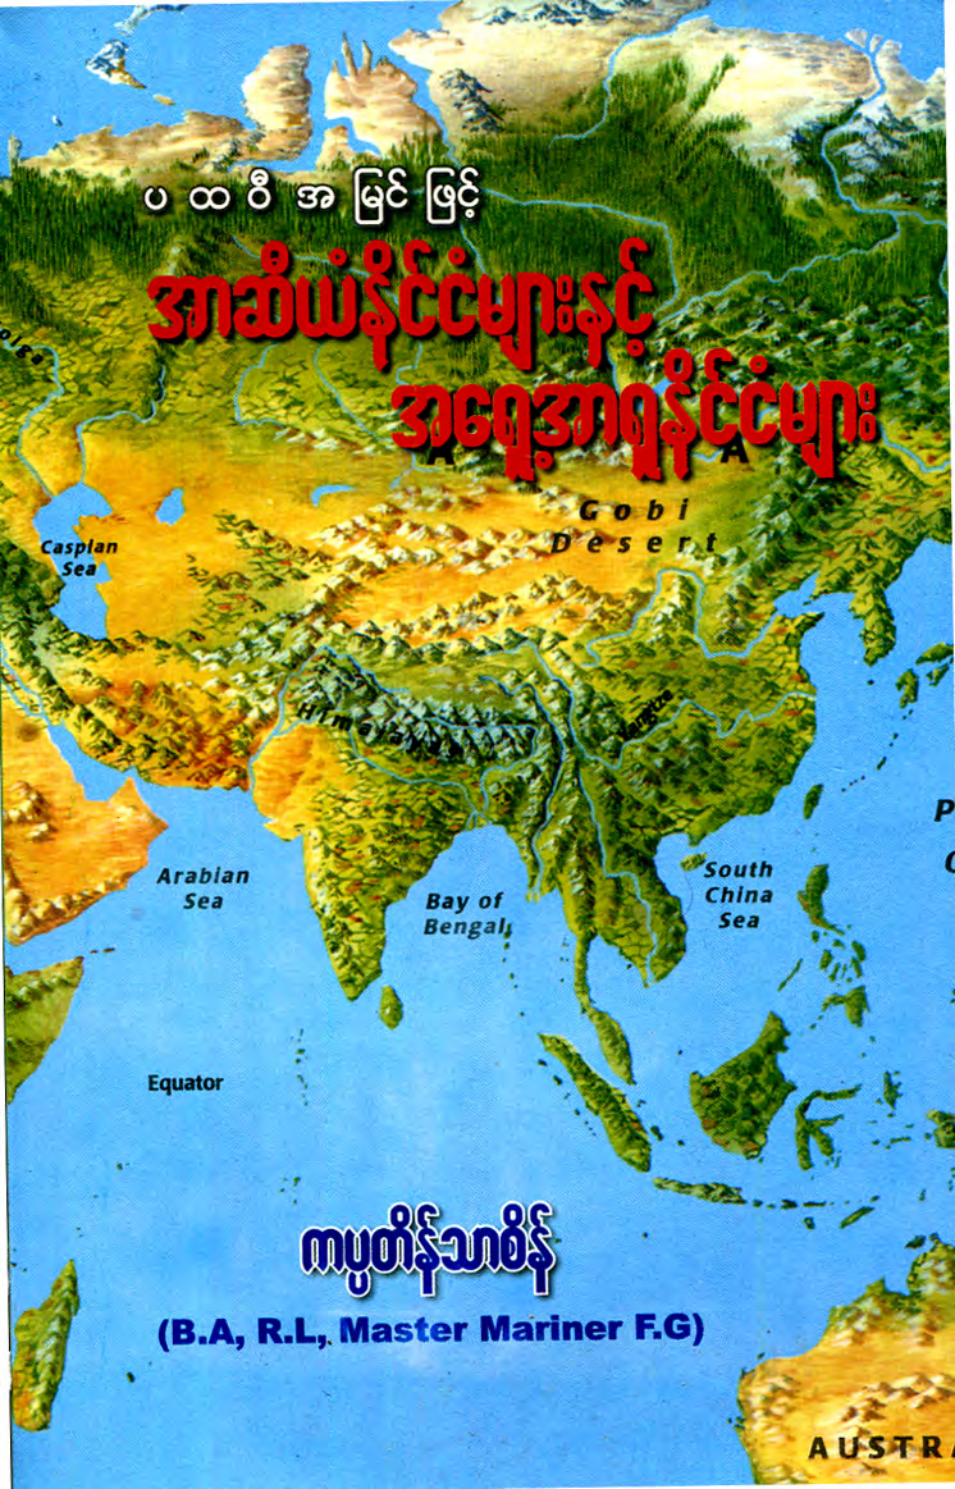 ပထဝီအမြင်ဖြင့်
အာဆီယံနိုင်ငံများနှင့်
အရှေ့အာရှနိုင်ငံများ
A A
Gobi
Desert
Caspian
Sea
Himalayas
Yangtze
Arabian
Sea
Bay of
Bengal
South
China
Sea
Equator
ကပ္ပတိန်သာစိန်
(B.A, R.L, Master Mariner F.G)
AUSTRA